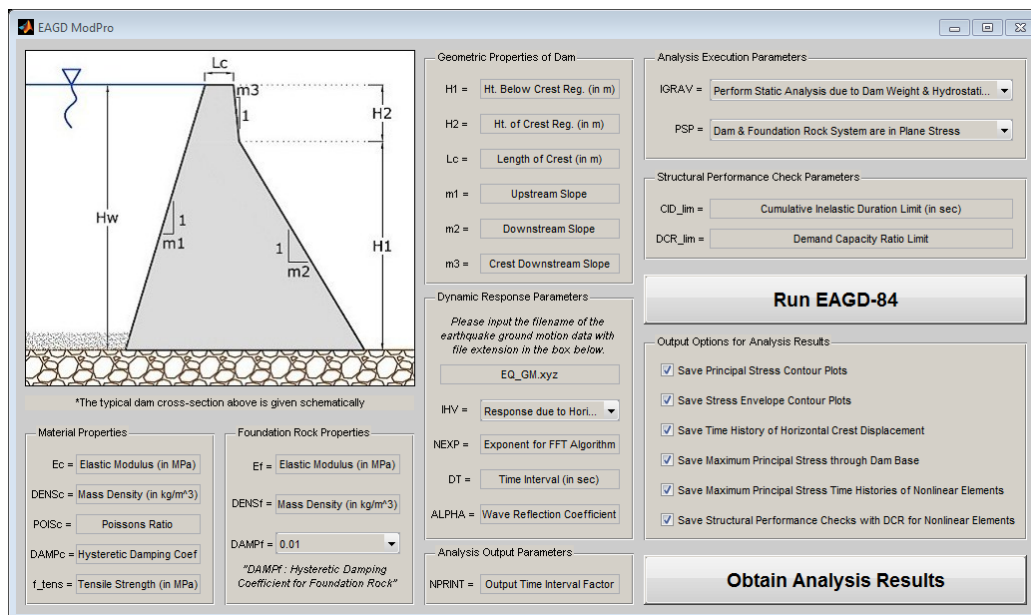 EAGD ModPro
Lc
m3
1
H2
Hw
1
m1
1
m2
H1
*The typical dam cross-section above is given schematically
Material Properties
Ec = Elastic Modulus (in MPa)
DENSc = Mass Density (in kg/m^3)
POISc = Poissons Ratio
DAMPc = Hysteretic Damping Coef
f_tens = Tensile Strength (in MPa)
Foundation Rock Properties
Ef = Elastic Modulus (in MPa)
DENSf = Mass Density (in kg/m^3)
DAMPf = 0.01
"DAMPf : Hysteretic Damping
Coefficient for Foundation Rock"
Geometric Properties of Dam
H1 = Ht. Below Crest Reg. (in m)
H2 = Ht. of Crest Reg. (in m)
Lc = Length of Crest (in m)
m1 = Upstream Slope
m2 = Downstream Slope
m3 = Crest Downstream Slope
Dynamic Response Parameters
Please input the filename of the
earthquake ground motion data with
file extension in the box below.
EQ_GM.xyz
IHV = Response due to Hori...
NEXP = Exponent for FFT Algorithm
DT = Time Interval (in sec)
ALPHA = Wave Reflection Coefficient
Analysis Output Parameters
NPRINT = Output Time Interval Factor
Analysis Execution Parameters
IGRAV = Perform Static Analysis due to Dam Weight & Hydrostati...
PSP = Dam & Foundation Rock System are in Plane Stress
Structural Performance Check Parameters
CID_lim = Cumulative Inelastic Duration Limit (in sec)
DCR_lim = Demand Capacity Ratio Limit
Run EAGD-84
Output Options for Analysis Results
Save Principal Stress Contour Plots
Save Stress Envelope Contour Plots
Save Time History of Horizontal Crest Displacement
Save Maximum Principal Stress through Dam Base
Save Maximum Principal Stress Time Histories of Nonlinear Elements
Save Structural Performance Checks with DCR for Nonlinear Elements
Obtain Analysis Results